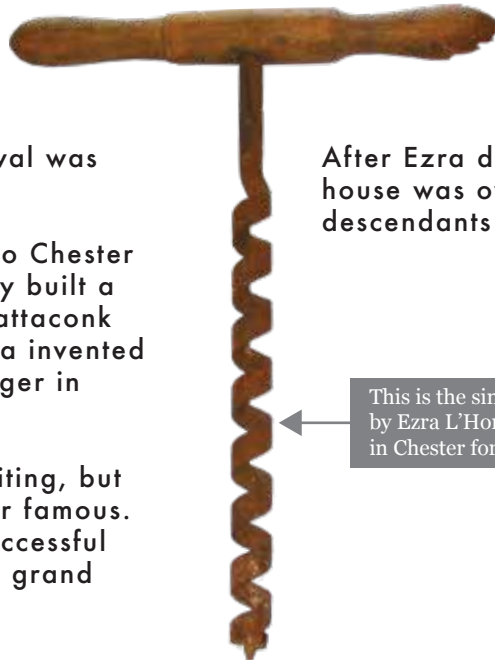 val was
o Chester
y built a
attaconk
a invented
ger in
iting, but
r famous.
ccessful
grand
After Ezra d
house was o
descendants
This is the sin
by Ezra L’Ho
in Chester for